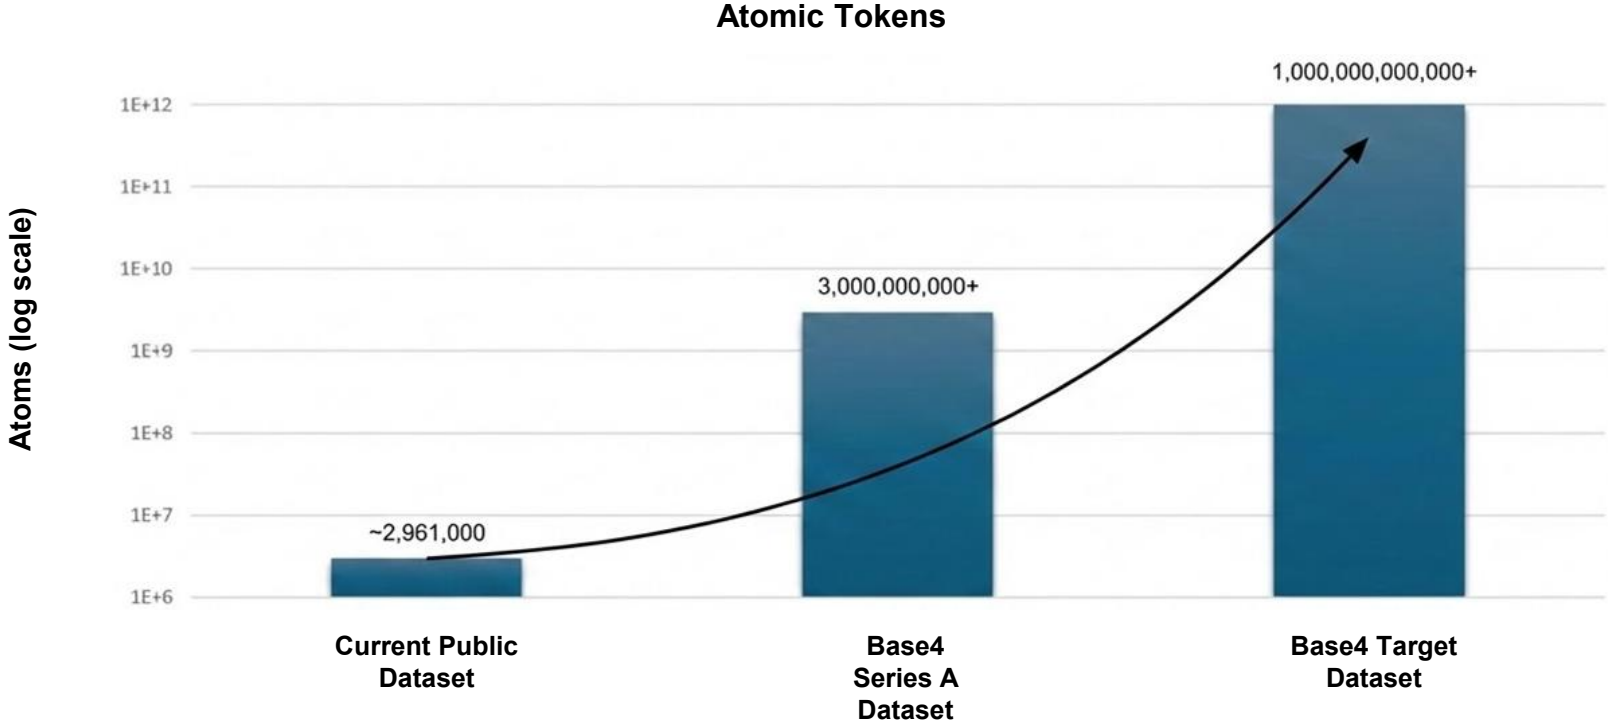 Atomic Tokens
1,000,000,000,000+
1E+12
1E+11
1E+10
3,000,000,000+
1E+9
1E+8
1E+7
~2,961,000
1E+6
Atoms (log scale)
Current Public
Dataset
Base4
Series A
Dataset
Base4 Target
Dataset